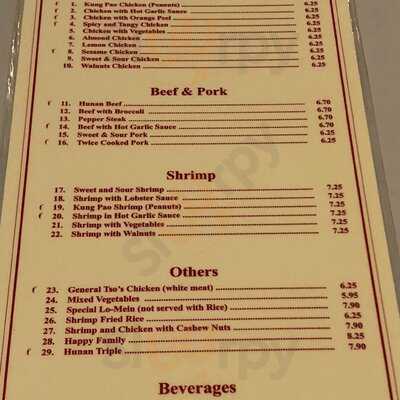 ſ 1. Kung Pao Chicken (Peanuts) 6.25
ſ 2. Chicken with Hot Garlic Sauce 6.25
ſ 3. Chicken with Orange Peel 6.25
ſ 4. Spicy and Tangy Chicken 6.25
5. Chicken with Vegetables 6.25
6. Almond Chicken 6.25
7. Lemon Chicken 6.25
ſ 8. Sesame Chicken 6.25
9. Sweet & Sour Chicken 6.25
10. Walnuts Chicken 6.25
Beef & Pork
ſ 11. Hunan Beef 6.70
12. Beef with Broccoli 6.70
13. Pepper Steak 6.70
ſ 14. Beef with Hot Garlic Sauce 6.70
15. Sweet & Sour Pork 6.25
ſ 16. Twice Cooked Pork 6.25
Shrimp
17. Sweet and Sour Shrimp 7.25
18. Shrimp with Lobster Sauce 7.25
ſ 19. Kung Pao Shrimp (Peanuts) 7.25
ſ 20. Shrimp in Hot Garlic Sauce 7.25
21. Shrimp with Vegetables 7.25
22. Shrimp with Walnuts 7.25
Others
ſ 23. General Tso's Chicken (white meat) 6.25
24. Mixed Vegetables 5.95
25. Special Lo-Mein (not served with Rice) 7.90
26. Shrimp Fried Rice 6.25
27. Shrimp and Chicken with Cashew Nuts 7.90
28. Happy Family 8.25
ſ 29. Hunan Triple 7.90
Beverages